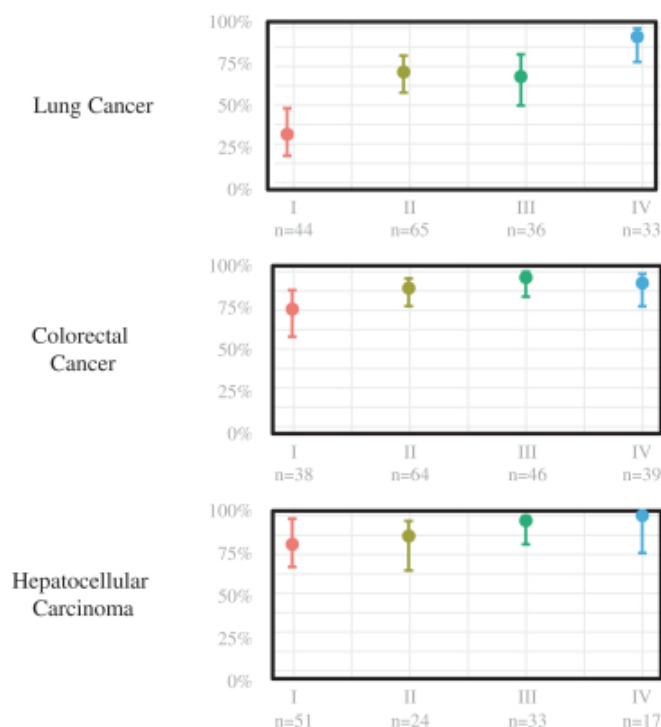 100%
75%
Lung Cancer
50%
25%
0%
I II III IV
n=44 n=65 n=36 n=33
100%
75%
Colorectal
Cancer
50%
25%
0%
I II III IV
n=38 n=64 n=46 n=39
100%
75%
Hepatocellular
Carcinoma
50%
25%
0%
I II III IV
n=51 n=24 n=33 n=17